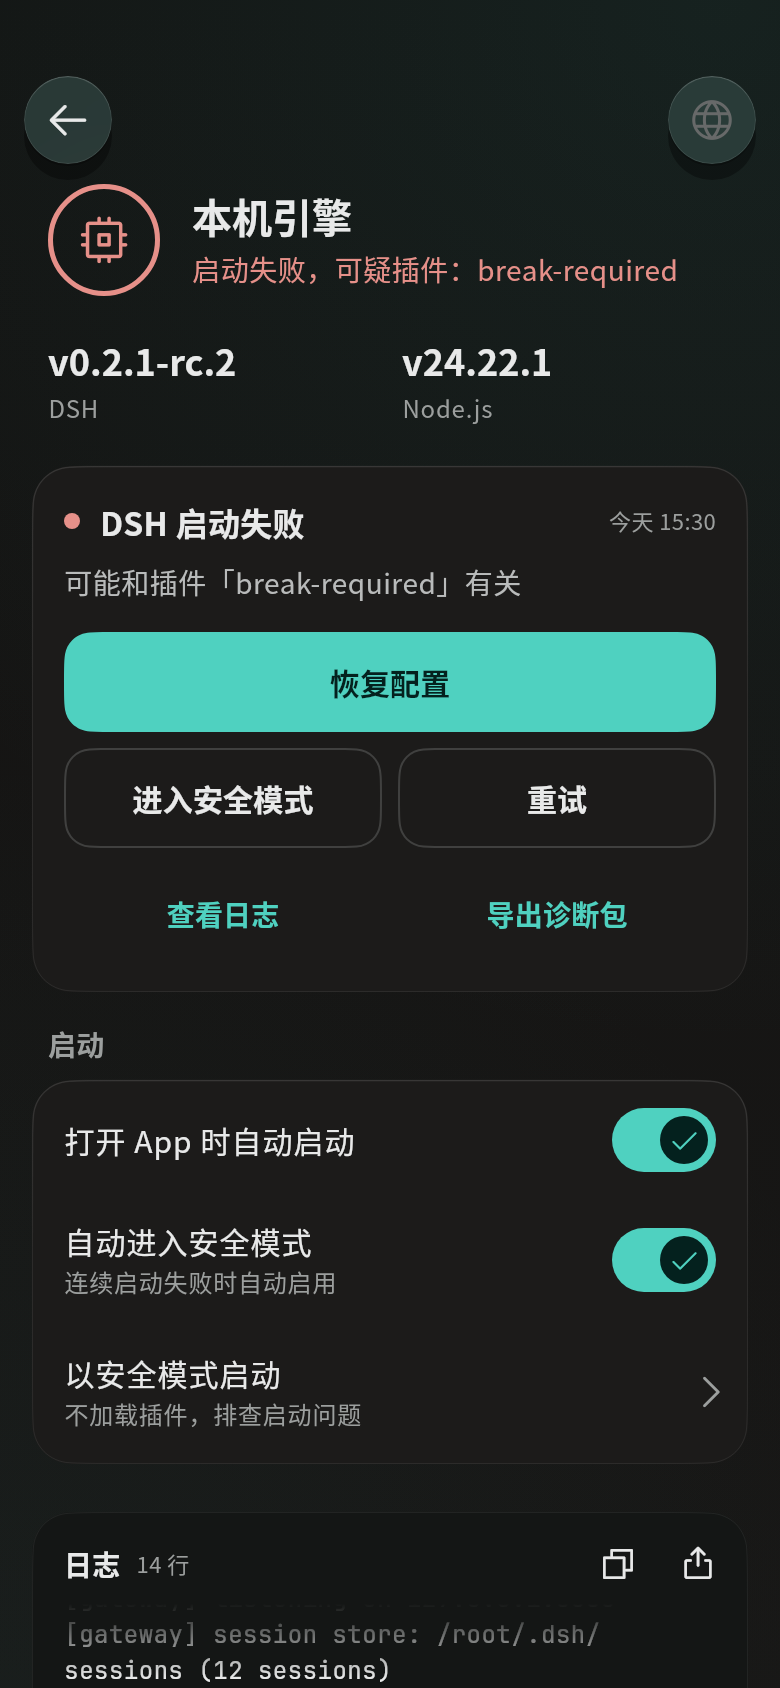 本机引擎
启动失败，可疑插件：break-required
v0.2.1-rc.2
v24.22.1
DSH
Node.js
DSH 启动失败
今天 15:30
可能和插件「break-required」有关
恢复配置
进入安全模式
重试
查看日志
导出诊断包
启动
打开 App 时自动启动
自动进入安全模式
连续启动失败时自动启用
以安全模式启动
不加载插件，排查启动问题
日志 14 行
[gateway] session store: /root/.dsh/
sessions (12 sessions)